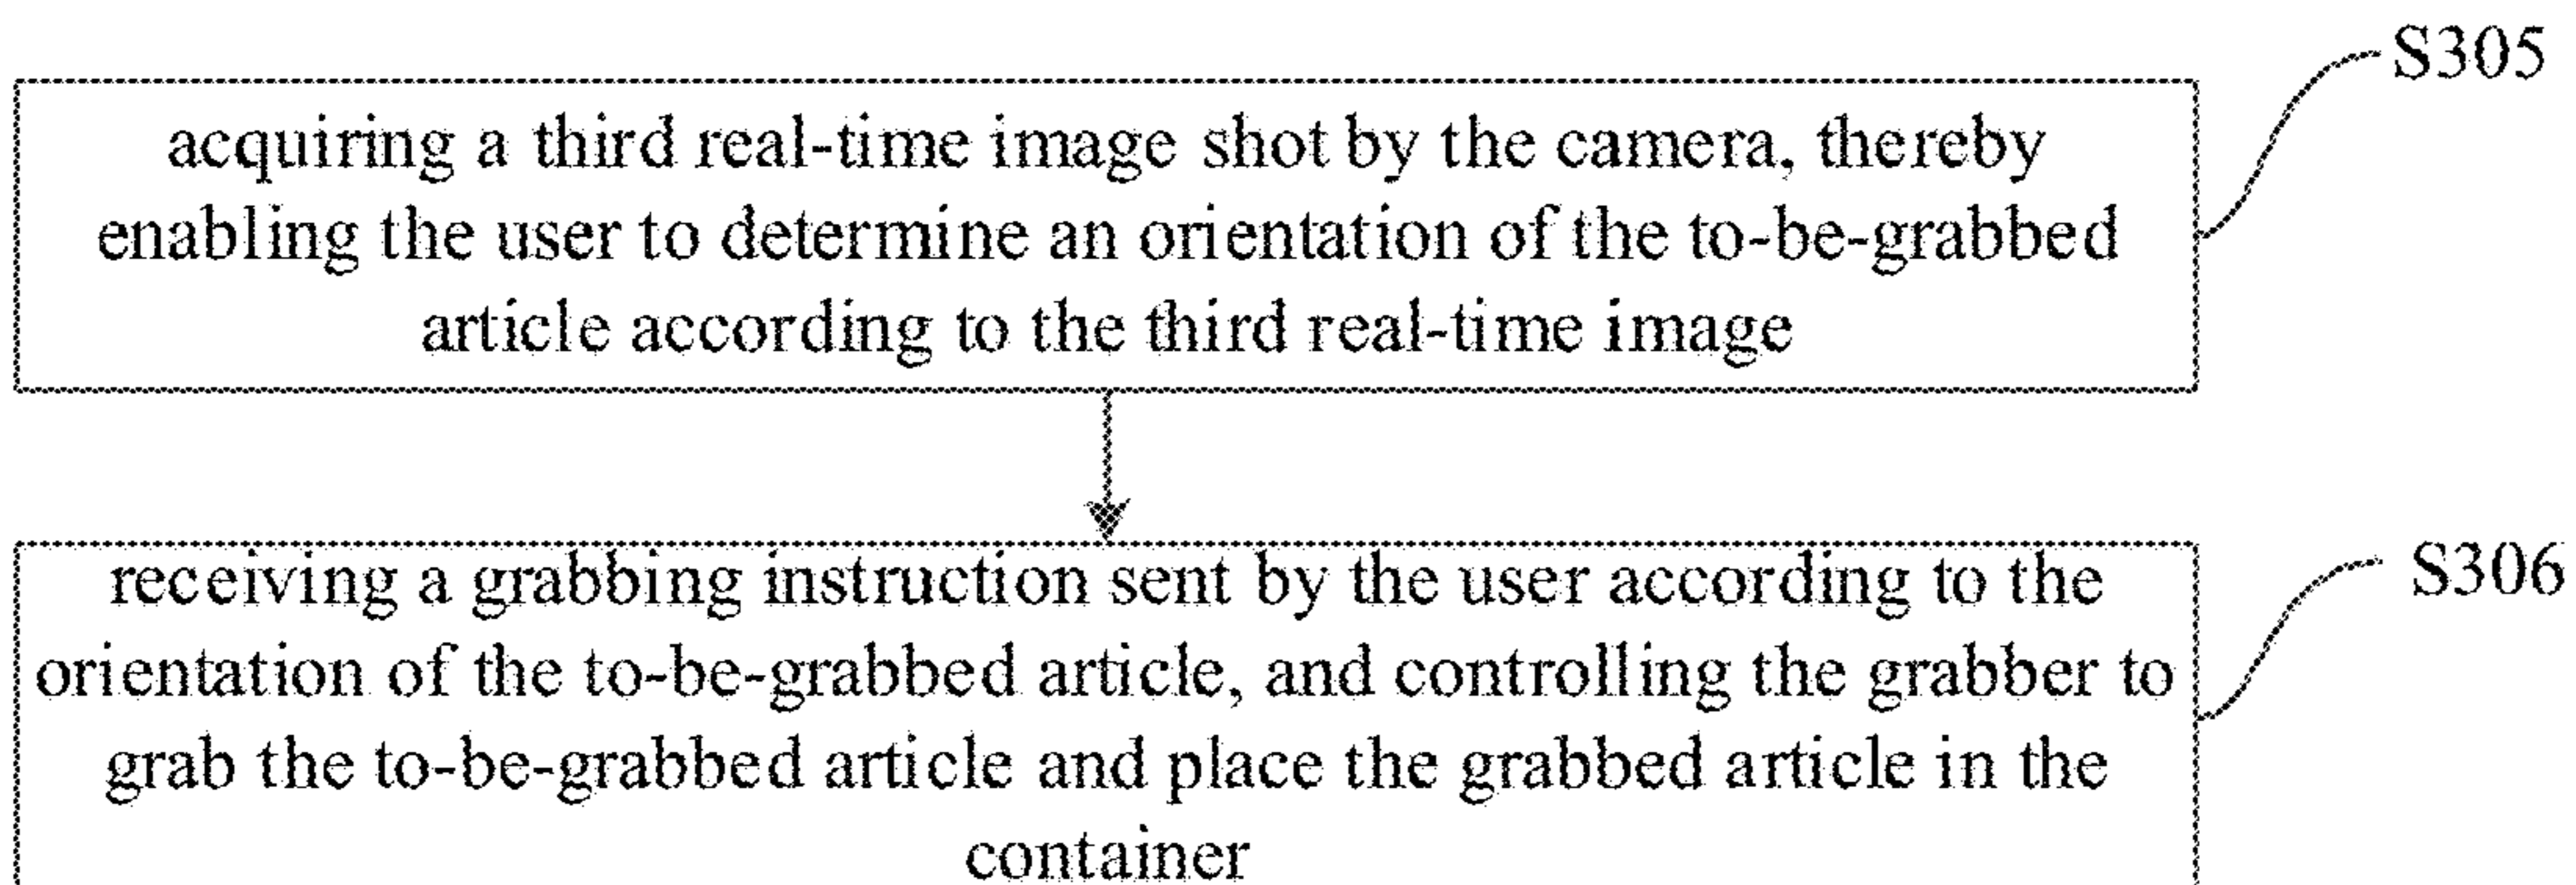 S305
acquiring a third real-time image shot by the camera, thereby
enabling the user to determine an orientation of the to-be-grabbed
article according to the third real-time image
S306
receiving a grabbing instruction sent by the user according to the
orientation of the to-be-grabbed article, and controlling the grabber to
grab the to-be-grabbed article and place the grabbed article in the
container